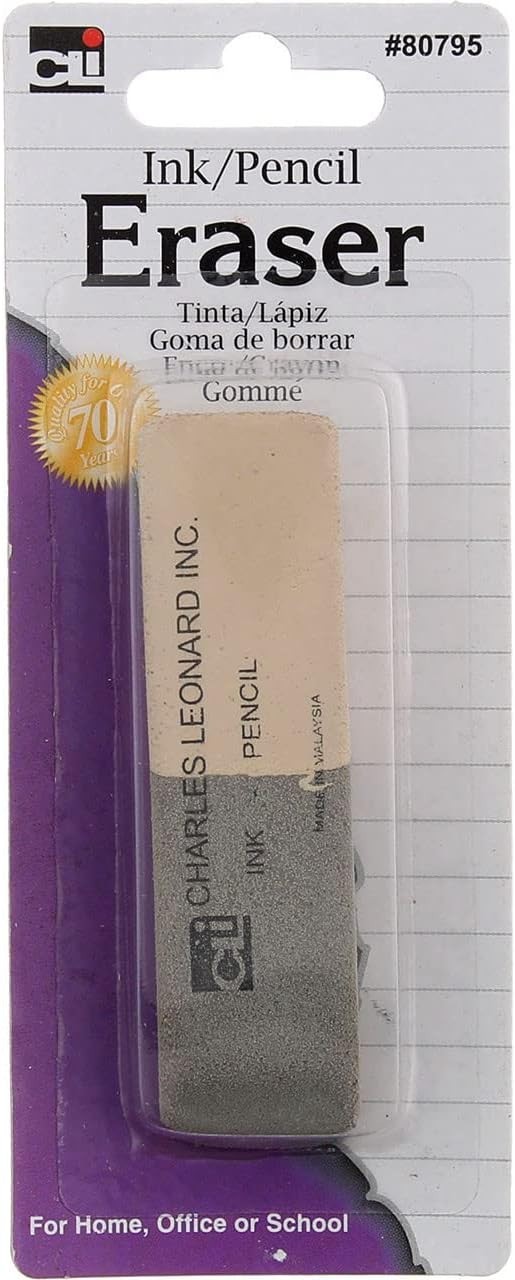 CLi
#80795
Ink/Pencil
Eraser
Tinta/Lápiz
Goma de borrar
/Crayon
Gommé
Quality for
70
Years
CHARLES LEONARD INC.
INK - PENCIL
MADE IN MALAYSIA
CLi
For Home, Office or School